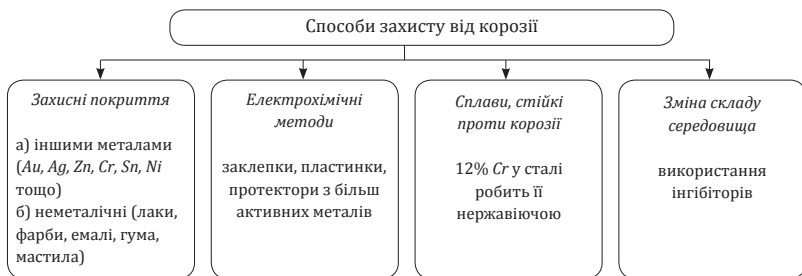 Способи захисту від корозії
Захисні покриття
а) іншими металами
(Au, Ag, Zn, Cr, Sn, Ni
тощо)
б) неметалічні (лаки,
фарби, емалі, гума,
мастила)
Електрохімічні
методи
заклепки, пластинки,
протектори з більш
активних металів
Сплави, стійкі
проти корозії
12% Cr у сталі
робить її
нержавіючою
Зміна складу
середовища
використання
інгібіторів